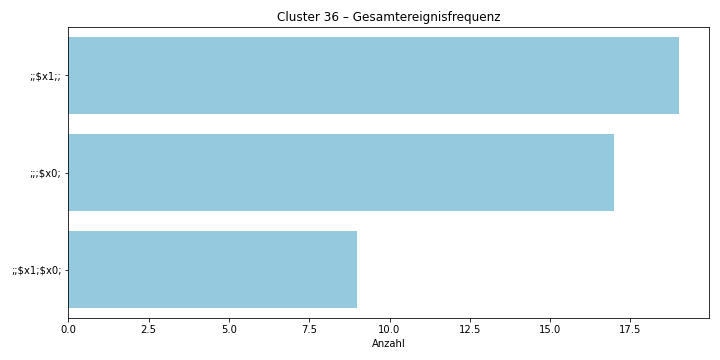 Cluster 36 – Gesamtereignisfrequenz
;;$x1;;
;;;$x0;
;;$x1;$x0;
0.0 2.5 5.0 7.5 10.0 12.5 15.0 17.5
Anzahl